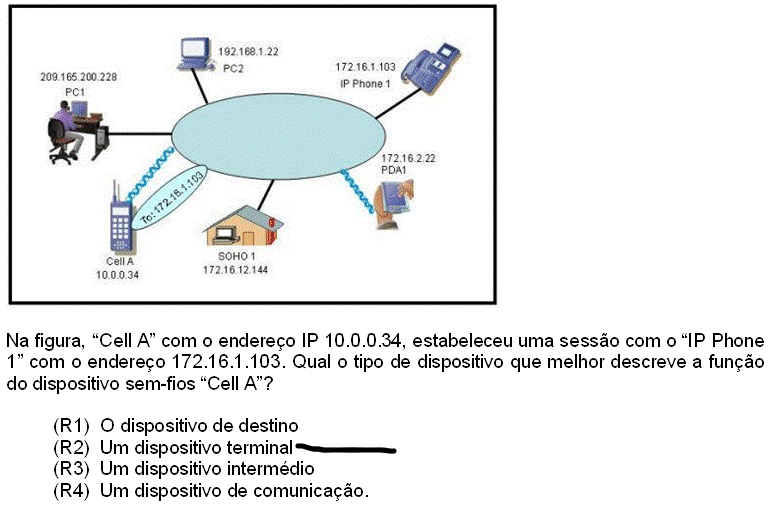 192.168.1.22
PC2
172.16.1.103
IP Phone 1
209.165.200.228
PC1
172.16.2.22
PDA1
To: 172.16.1.103
Cell A
10.0.0.34
SOHO 1
172.16.12.144
Na figura, “Cell A” com o endereço IP 10.0.0.34, estabeleceu uma sessão com o “IP Phone
1” com o endereço 172.16.1.103. Qual o tipo de dispositivo que melhor descreve a função
do dispositivo sem-fios “Cell A”?
(R1) O dispositivo de destino
(R2) Um dispositivo terminal
(R3) Um dispositivo intermédio
(R4) Um dispositivo de comunicação.